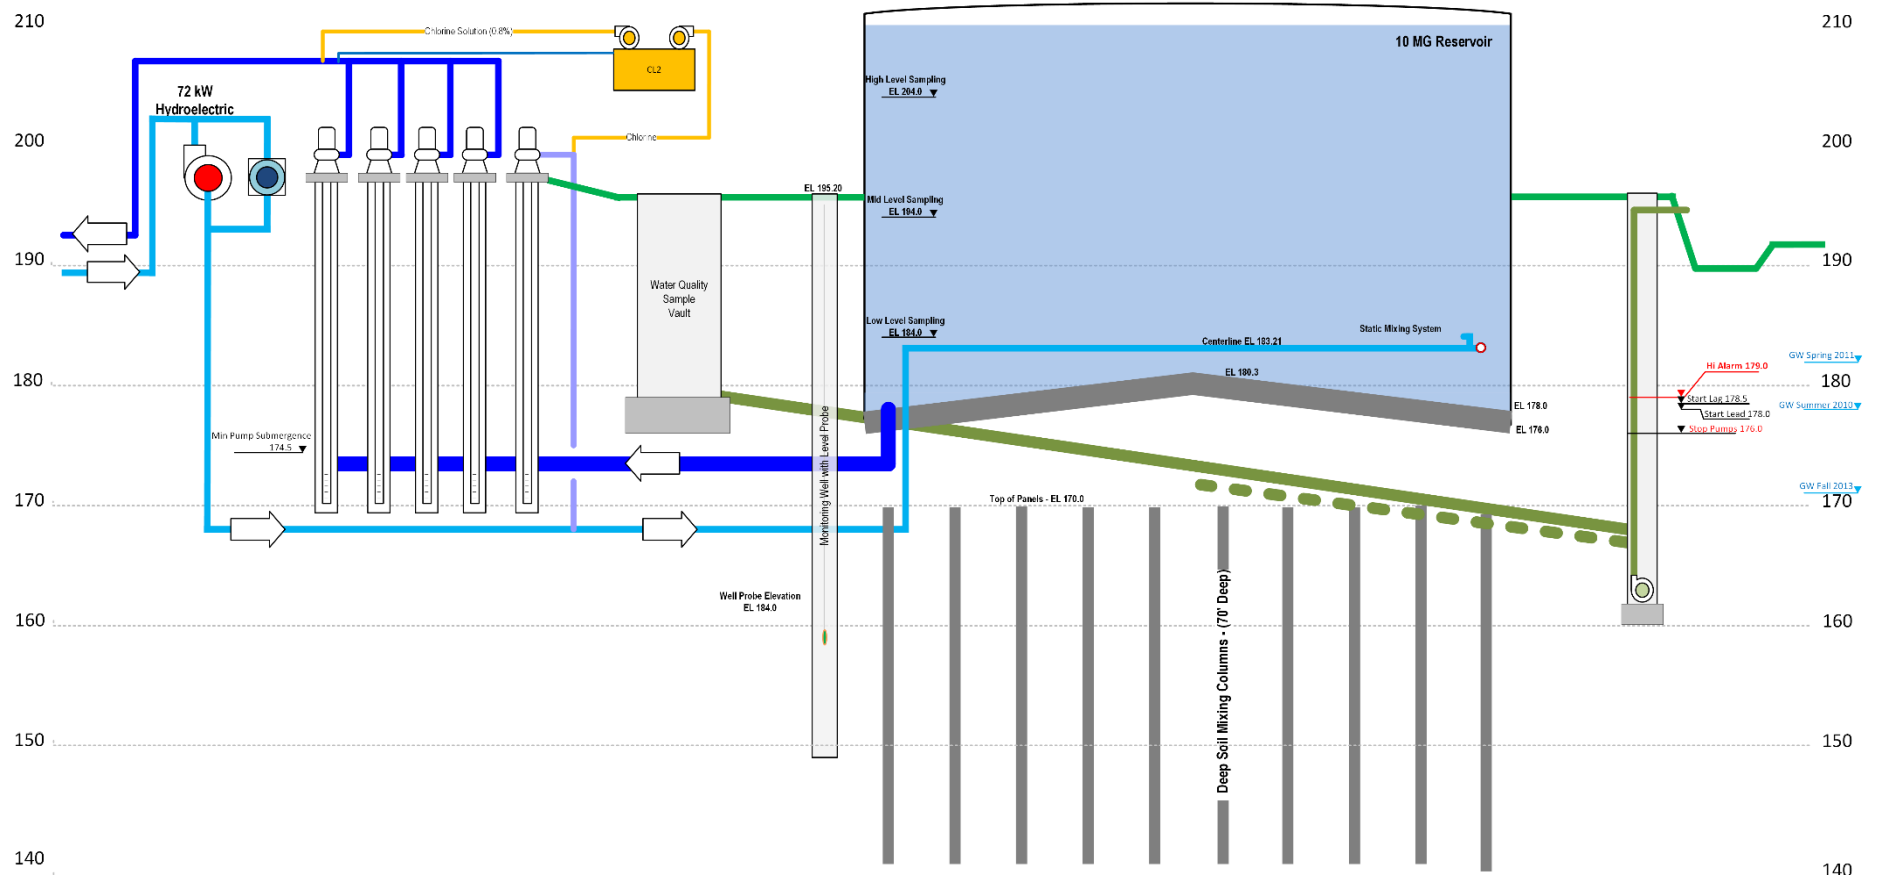 210
210
Chlorine Solution (0.8%)
10 MG Reservoir
CL2
High Level Sampling
EL 204.0
72 kW
Hydroelectric
200
200
Chlorine
EL 195.20
Mid Level Sampling
EL 194.0
190
190
Water Quality
Sample
Vault
Low Level Sampling
EL 184.0
Static Mixing System
Centerline EL 183.21
GW Spring 2011
Hi Alarm 179.0
EL 180.3
180
180
Start Lag 178.5
GW Summer 2010
EL 178.0
Start Lead 178.0
EL 176.0
Stop Pumps 176.0
Min Pump Submergence
174.5
Monitoring Well with Level Probe
GW Fall 2013
170
170
Top of Panels - EL 170.0
Well Probe Elevation
EL 184.0
Deep Soil Mixing Columns - (70' Deep)
160
160
150
150
140
140